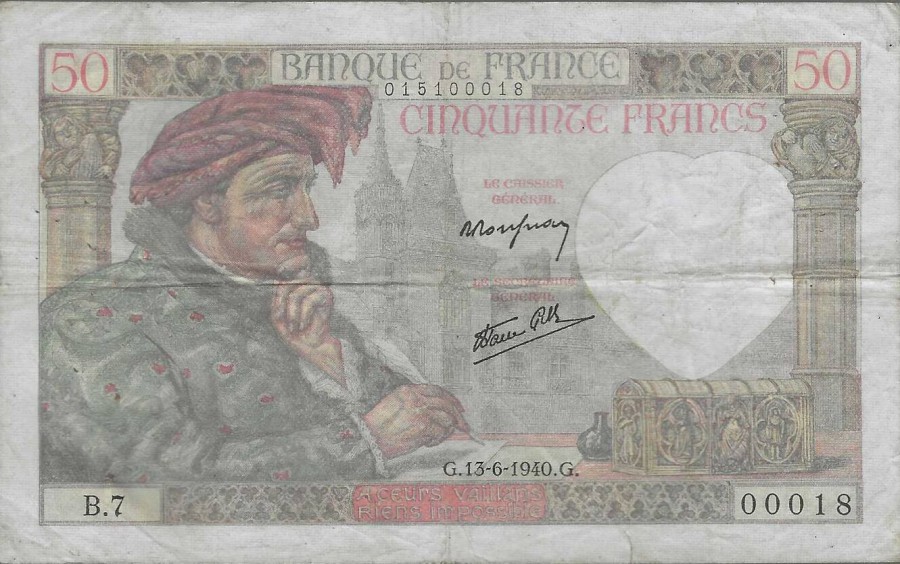 50 BANQUE DE FRANCE 50
015100018
CINQUANTE FRANCS
LE CAISSIER
GÉNÉRAL
LE SECRÉTAIRE
GÉNÉRAL
G.13-6-1940.G.
B.7
A CŒURS VAILLANS
RIENS IMPOSSIBLE
00018